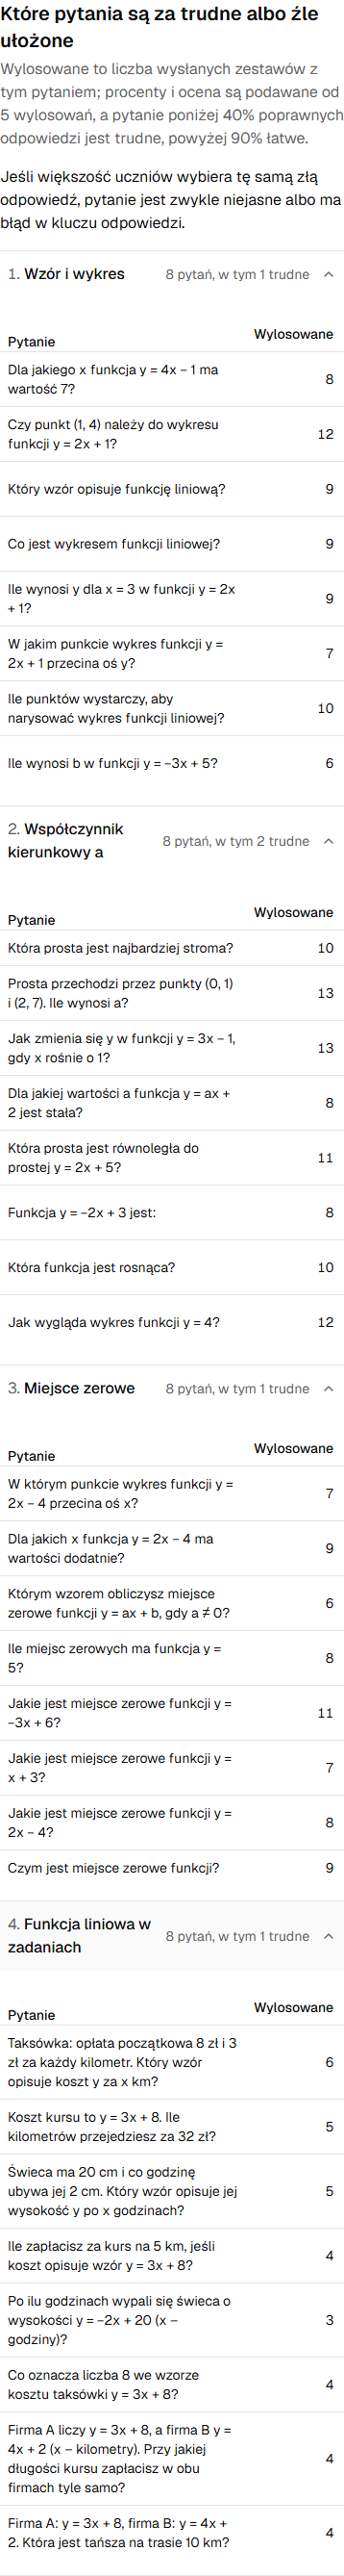 Które pytania są za trudne albo źle
ułożone
Wylosowane to liczba wysłanych zestawów z
tym pytaniem; procenty i ocena są podawane od
5 wylosowań, a pytanie poniżej 40% poprawnych
odpowiedzi jest trudne, powyżej 90% łatwe.
Jeśli większość uczniów wybiera tę samą złą
odpowiedź, pytanie jest zwykle niejasne albo ma
błąd w kluczu odpowiedzi.
1. Wzór i wykres 8 pytań, w tym 1 trudne
Pytanie Wylosowane
Dla jakiego x funkcja y = 4x − 1 ma
wartość 7? 8
Czy punkt (1, 4) należy do wykresu
funkcji y = 2x + 1? 12
Który wzór opisuje funkcję liniową? 9
Co jest wykresem funkcji liniowej? 9
Ile wynosi y dla x = 3 w funkcji y = 2x
+ 1? 9
W jakim punkcie wykres funkcji y =
2x + 1 przecina oś y? 7
Ile punktów wystarczy, aby
narysować wykres funkcji liniowej? 10
Ile wynosi b w funkcji y = −3x + 5? 6
2. Współczynnik
kierunkowy a 8 pytań, w tym 2 trudne
Pytanie Wylosowane
Która prosta jest najbardziej stroma? 10
Prosta przechodzi przez punkty (0, 1)
i (2, 7). Ile wynosi a? 13
Jak zmienia się y w funkcji y = 3x − 1,
gdy x rośnie o 1? 13
Dla jakiej wartości a funkcja y = ax +
2 jest stała? 8
Która prosta jest równoległa do
prostej y = 2x + 5? 11
Funkcja y = −2x + 3 jest: 8
Która funkcja jest rosnąca? 10
Jak wygląda wykres funkcji y = 4? 12
3. Miejsce zerowe 8 pytań, w tym 1 trudne
Pytanie Wylosowane
W którym punkcie wykres funkcji y =
2x − 4 przecina oś x? 7
Dla jakich x funkcja y = 2x − 4 ma
wartości dodatnie? 9
Którym wzorem obliczysz miejsce
zerowe funkcji y = ax + b, gdy a ≠ 0? 6
Ile miejsc zerowych ma funkcja y =
5? 8
Jakie jest miejsce zerowe funkcji y =
−3x + 6? 11
Jakie jest miejsce zerowe funkcji y =
x + 3? 7
Jakie jest miejsce zerowe funkcji y =
2x − 4? 8
Czym jest miejsce zerowe funkcji? 9
4. Funkcja liniowa w
zadaniach 8 pytań, w tym 1 trudne
Pytanie Wylosowane
Taksówka: opłata początkowa 8 zł i 3
zł za każdy kilometr. Który wzór
opisuje koszt y za x km? 6
Koszt kursu to y = 3x + 8. Ile
kilometrów przejedziesz za 32 zł? 5
Świeca ma 20 cm i co godzinę
ubywa jej 2 cm. Który wzór opisuje jej
wysokość y po x godzinach? 5
Ile zapłacisz za kurs na 5 km, jeśli
koszt opisuje wzór y = 3x + 8? 4
Po ilu godzinach wypali się świeca o
wysokości y = −2x + 20 (x –
godziny)? 3
Co oznacza liczba 8 we wzorze
kosztu taksówki y = 3x + 8? 4
Firma A liczy y = 3x + 8, a firma B y =
4x + 2 (x – kilometry). Przy jakiej
długości kursu zapłacisz w obu
firmach tyle samo? 4
Firma A: y = 3x + 8, firma B: y = 4x +
2. Która jest tańsza na trasie 10 km? 4